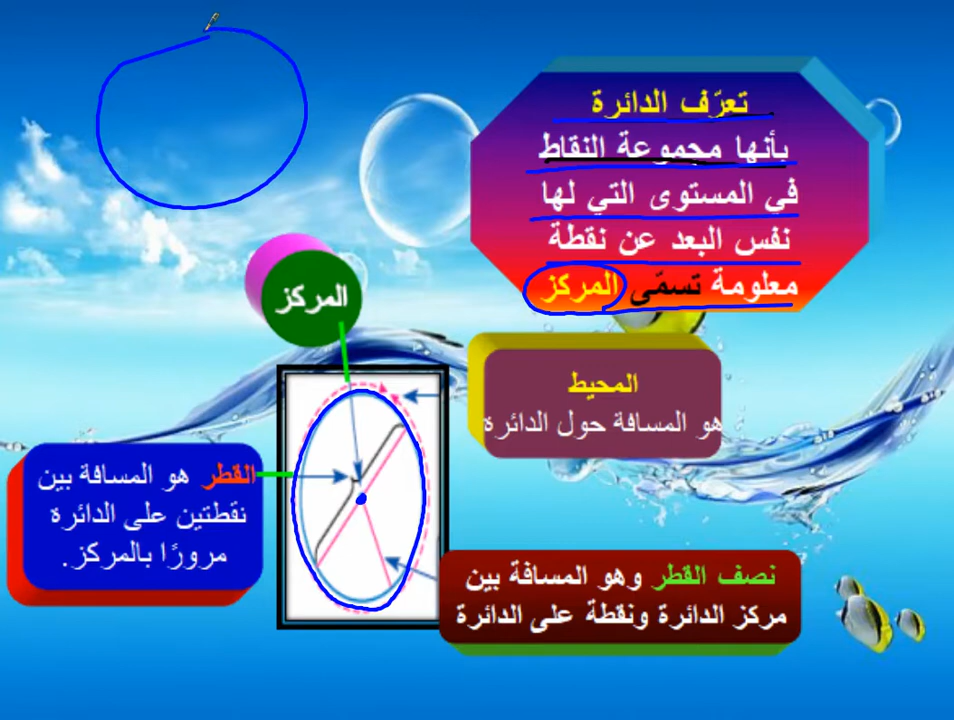 تعرّف الدائرة
بأنها مجموعة النقاط
في المستوى التي لها
نفس البعد عن نقطة
معلومة تسمّى المركز
المركز
المحيط
هو المسافة حول الدائرة
القطر هو المسافة بين
نقطتين على الدائرة
مرورًا بالمركز.
نصف القطر وهو المسافة بين
مركز الدائرة ونقطة على الدائرة